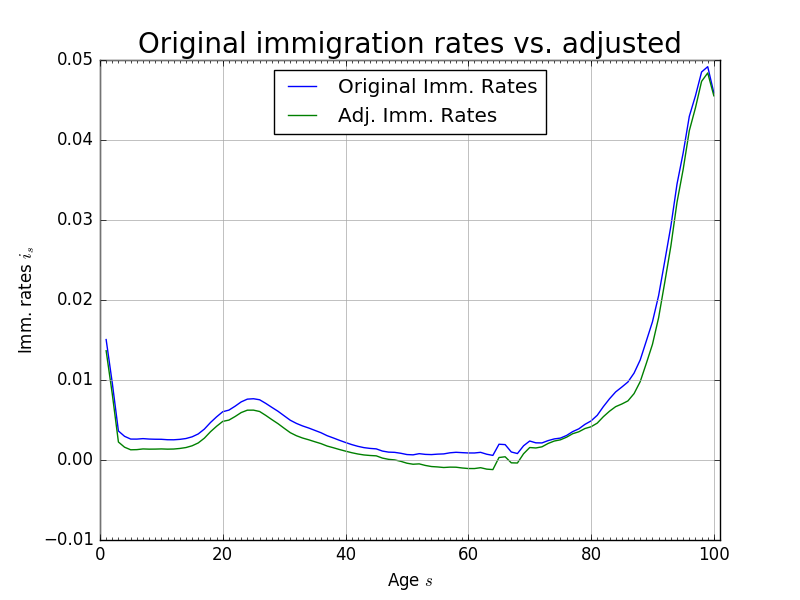 Original immigration rates vs. adjusted
Original Imm. Rates
Adj. Imm. Rates
0.05
0.04
0.03
0.02
0.01
0.00
−0.01
Imm. rates i_s
0 20 40 60 80 100
Age s